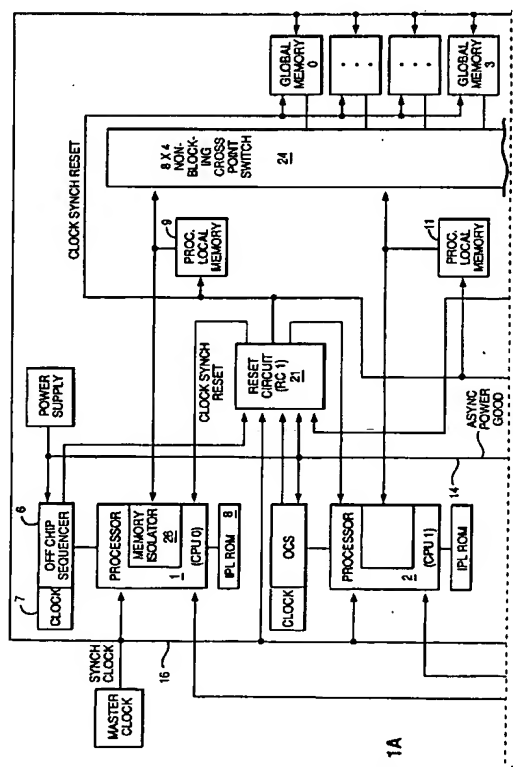 CLOCK SYNCH RESET
GLOBAL
MEMORY
0
. . .
. . .
GLOBAL
MEMORY
3
8 X 4
NON-
BLOCK-
ING
CROSS
POINT
SWITCH
24
POWER
SUPPLY
9
PROC.
LOCAL
MEMORY
11
PROC.
LOCAL
MEMORY
CLOCK SYNCH
RESET
RESET
CIRCUIT
(RC 1)
21
ASYNC
POWER
GOOD
14
6
7
CLOCK
OFF CHIP
SEQUENCER
PROCESSOR
MEMORY
ISOLATOR
26
1
(CPU 0)
IPL ROM
8
CLOCK
OCS
PROCESSOR
2
(CPU 1)
IPL ROM
SYNCH
CLOCK
16
MASTER
CLOCK
1A